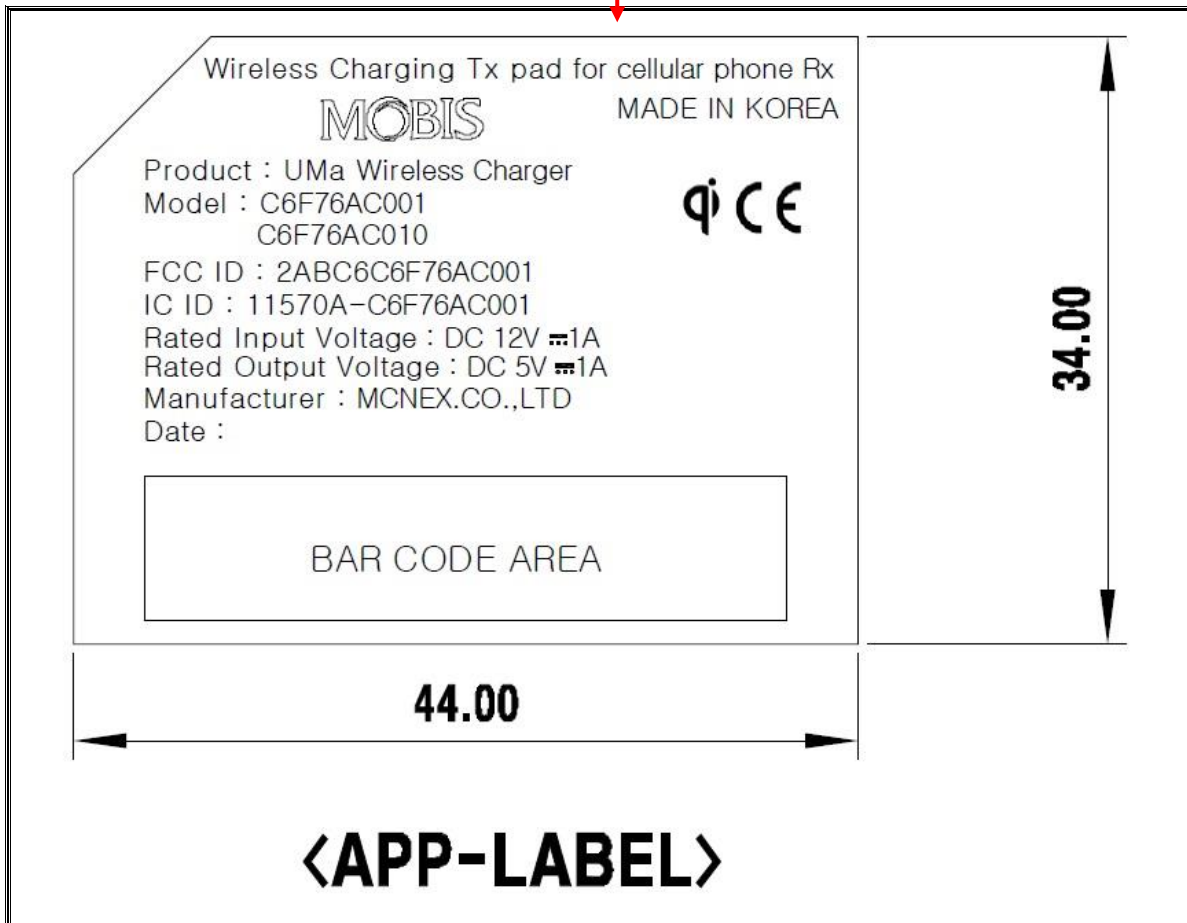 Wireless Charging Tx pad for cellular phone Rx
MOBIS
MADE IN KOREA
Product : UMa Wireless Charger
Model : C6F76AC001
C6F76AC010
qi CE
FCC ID : 2ABC6C6F76AC001
IC ID : 11570A-C6F76AC001
Rated Input Voltage : DC 12V ⎓1A
Rated Output Voltage : DC 5V ⎓1A
Manufacturer : MCNEX.CO.,LTD
Date :
BAR CODE AREA
34.00
44.00
<APP-LABEL>